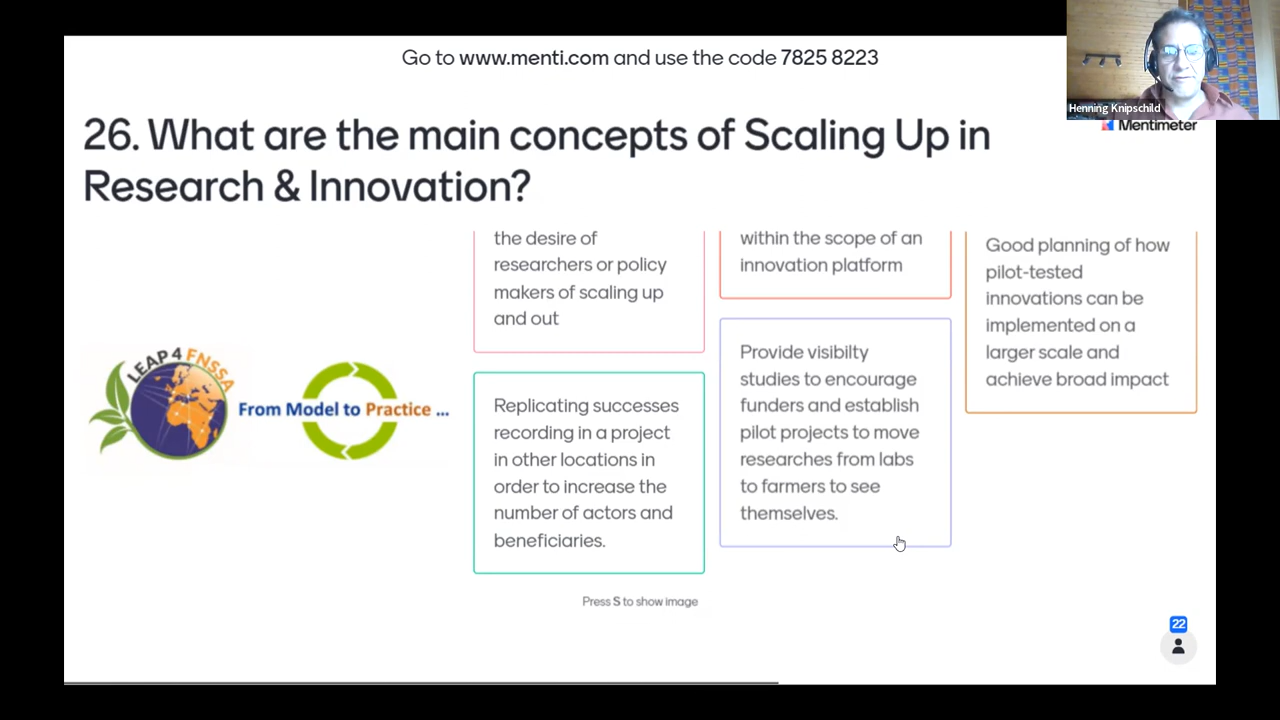 Go to www.menti.com and use the code 7825 8223
Henning Knipschild
Mentimeter
26. What are the main concepts of Scaling Up in
Research & Innovation?
LEAP4FNSSA
From Model to Practice ...
the desire of
researchers or policy
makers of scaling up
and out
Replicating successes
recording in a project
in other locations in
order to increase the
number of actors and
beneficiaries.
within the scope of an
innovation platform
Provide visibilty
studies to encourage
funders and establish
pilot projects to move
researches from labs
to farmers to see
themselves.
Good planning of how
pilot-tested
innovations can be
implemented on a
larger scale and
achieve broad impact
Press S to show image
22